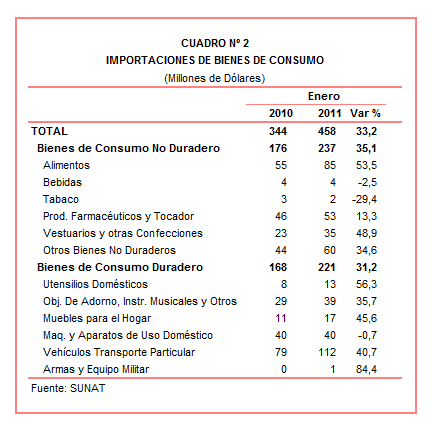 CUADRO Nº 2
IMPORTACIONES DE BIENES DE CONSUMO
(Millones de Dólares)
Enero
2010 2011 Var %
TOTAL 344 458 33,2
Bienes de Consumo No Duradero 176 237 35,1
Alimentos 55 85 53,5
Bebidas 4 4 -2,5
Tabaco 3 2 -29,4
Prod. Farmacéuticos y Tocador 46 53 13,3
Vestuarios y otras Confecciones 23 35 48,9
Otros Bienes No Duraderos 44 60 34,6
Bienes de Consumo Duradero 168 221 31,2
Utensilios Domésticos 8 13 56,3
Obj. De Adorno, Instr. Musicales y Otros 29 39 35,7
Muebles para el Hogar 11 17 45,6
Maq. y Aparatos de Uso Doméstico 40 40 -0,7
Vehículos Transporte Particular 79 112 40,7
Armas y Equipo Militar 0 1 84,4
Fuente: SUNAT